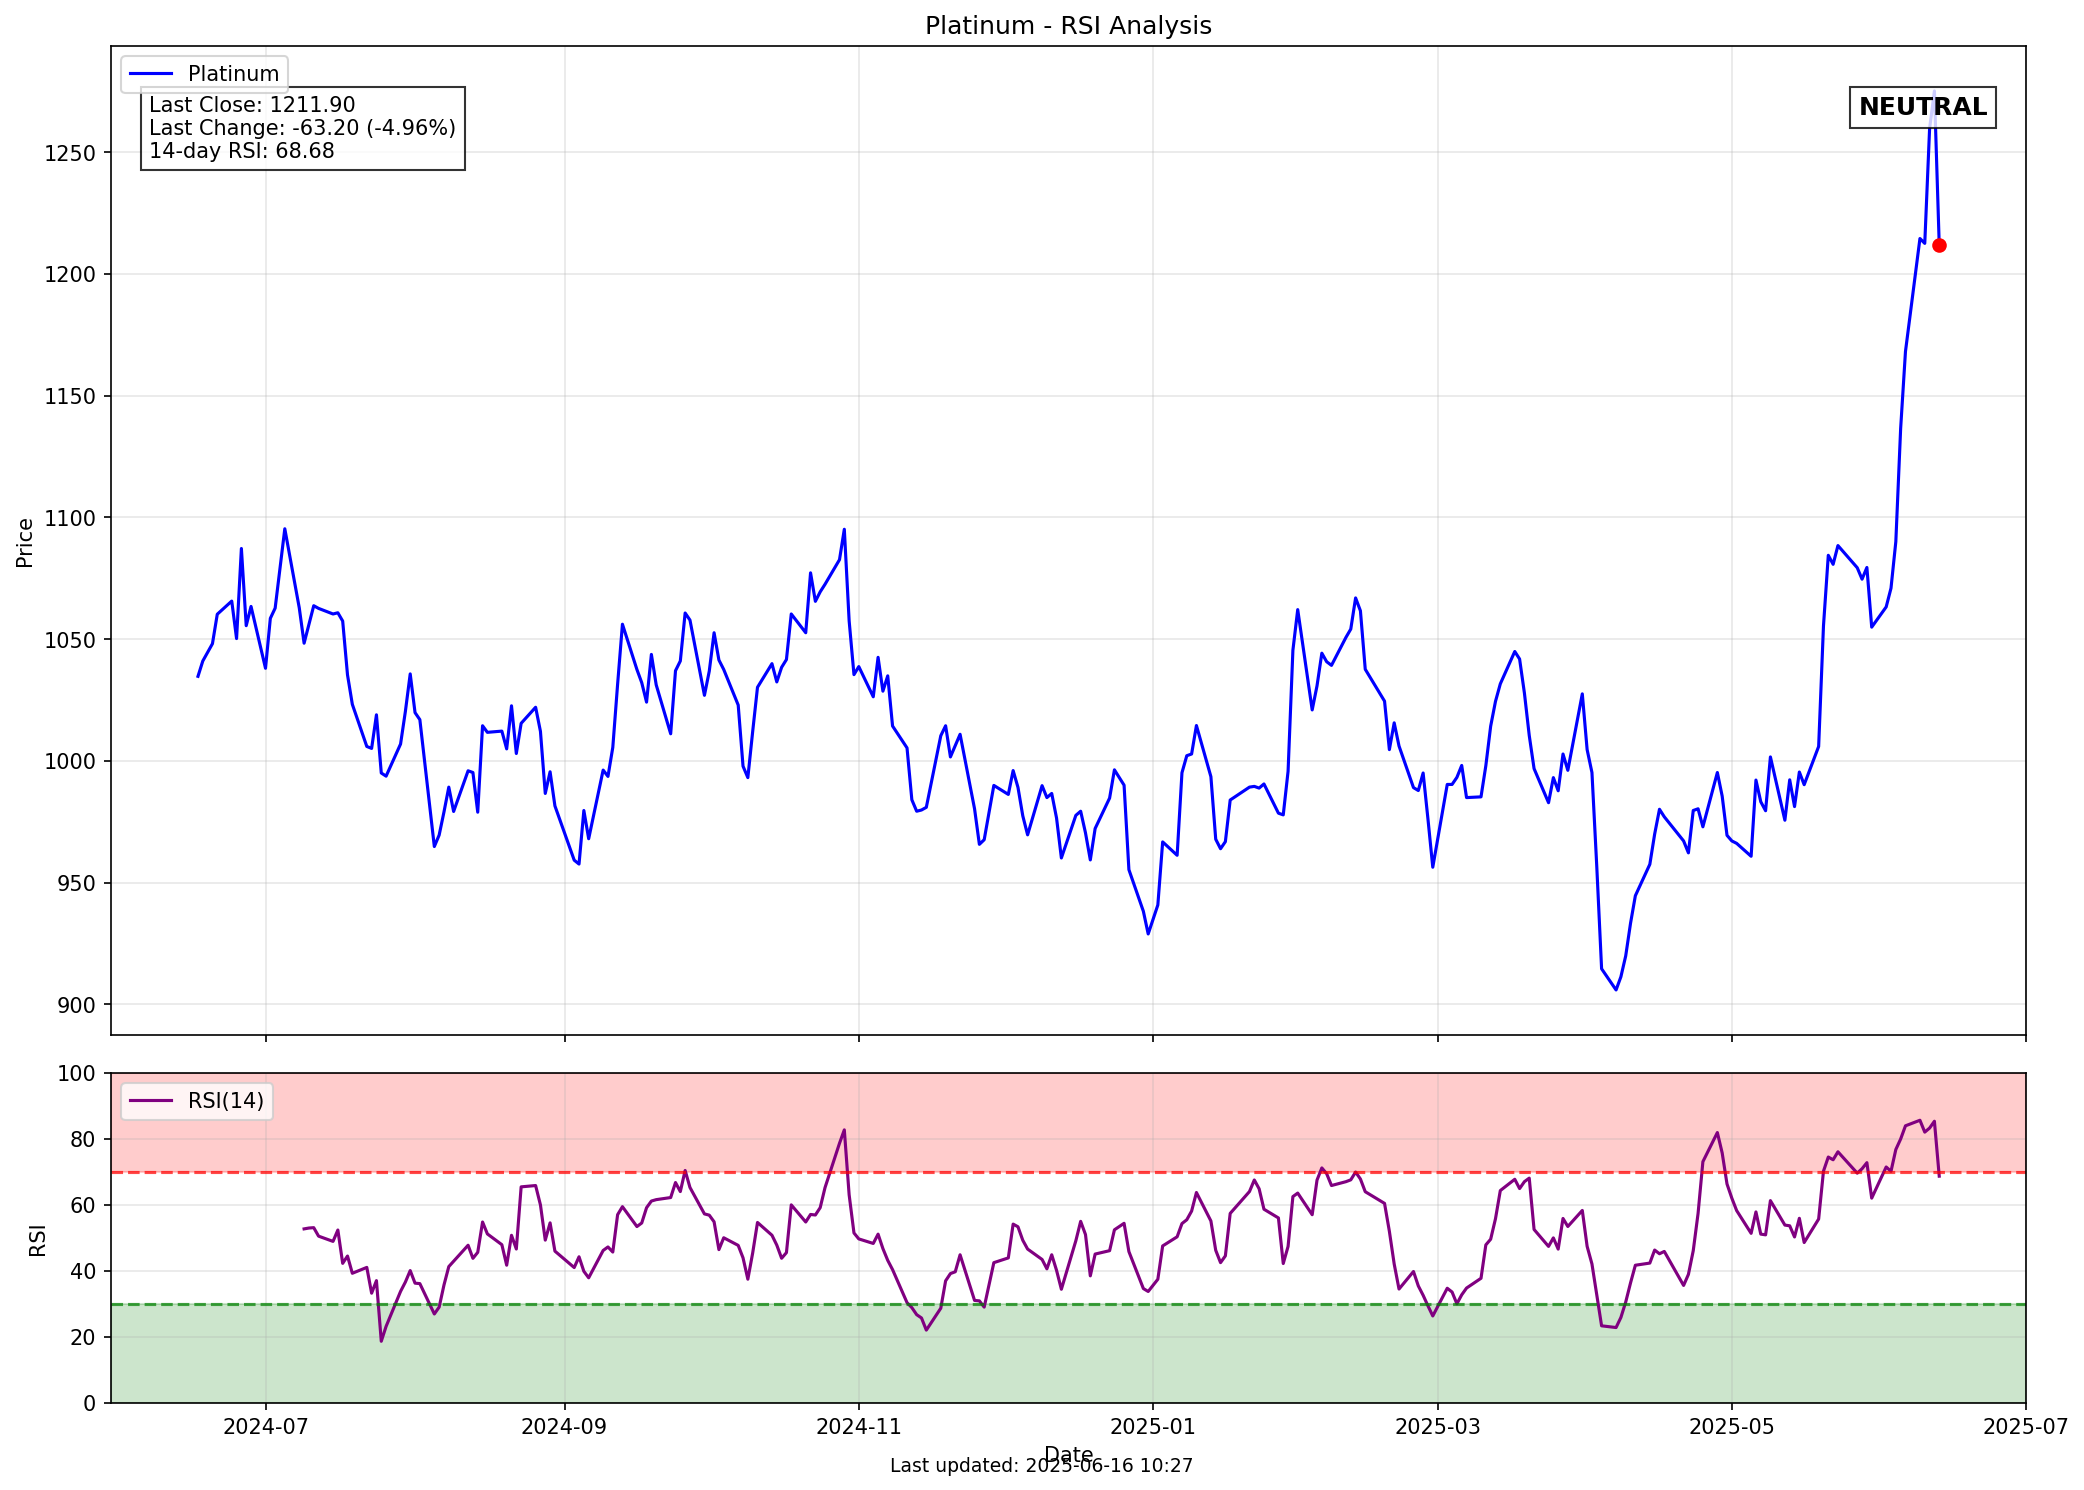 Platinum - RSI Analysis
Platinum
Last Close: 1211.90
Last Change: -63.20 (-4.96%)
14-day RSI: 68.68
NEUTRAL
Price
1250
1200
1150
1100
1050
1000
950
900
RSI(14)
RSI
100
80
60
40
20
0
2024-07
2024-09
2024-11
2025-01
2025-03
2025-05
2025-07
Date
Last updated: 2025-06-16 10:27